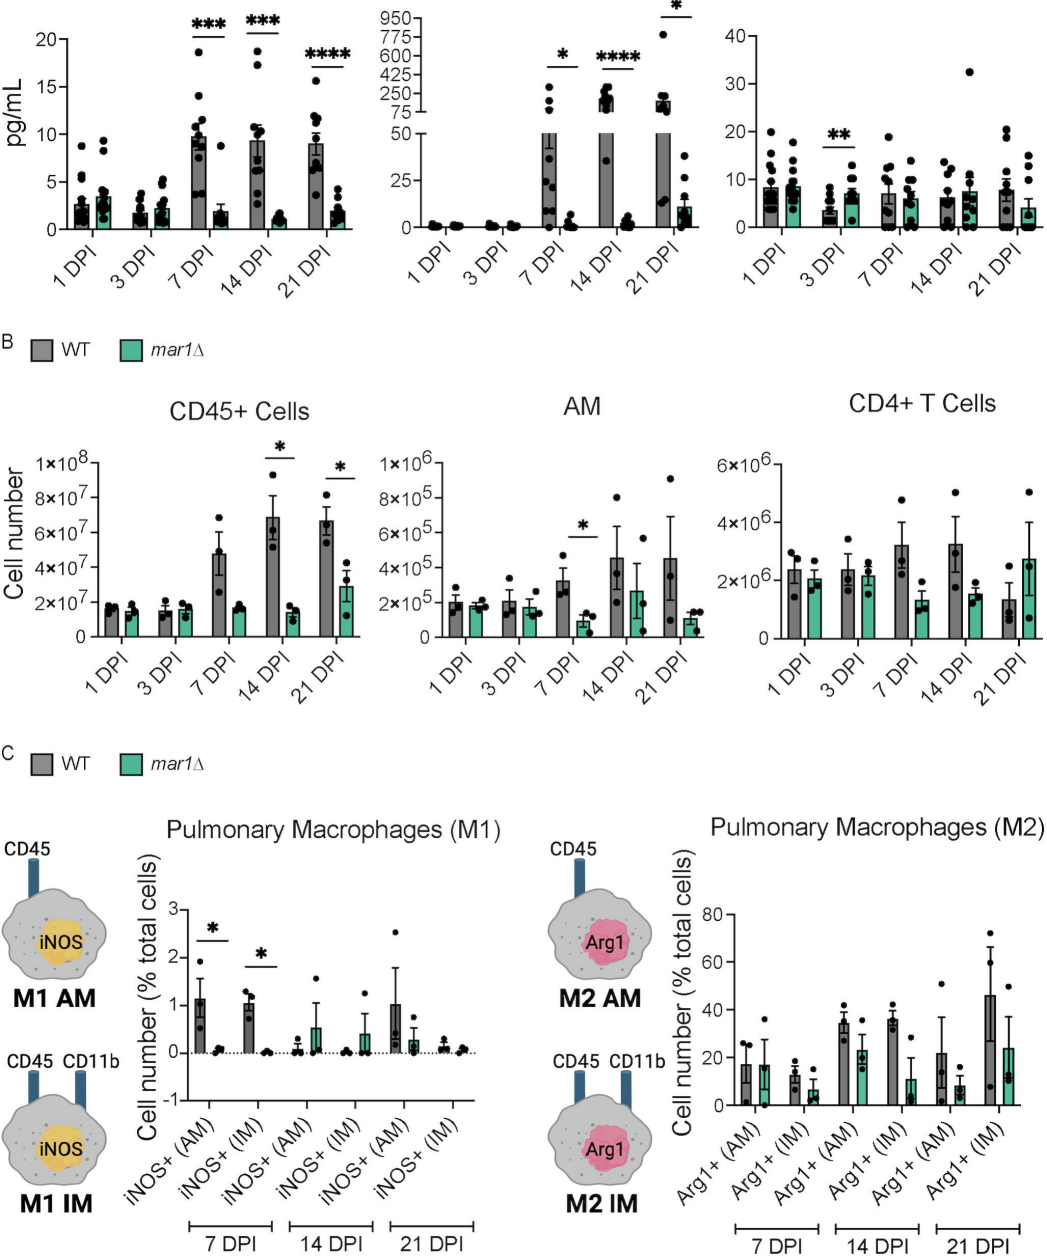 *** *** ****
pg/mL
20
15
10
5
0
1 DPI 3 DPI 7 DPI 14 DPI 21 DPI
* **** *
950
775
600
425
250
75
50
25
0
1 DPI 3 DPI 7 DPI 14 DPI 21 DPI
**
40
30
20
10
0
1 DPI 3 DPI 7 DPI 14 DPI 21 DPI
B WT mar1Δ
CD45+ Cells
* *
Cell number
1×10⁸
8×10⁷
6×10⁷
4×10⁷
2×10⁷
0
1 DPI 3 DPI 7 DPI 14 DPI 21 DPI
AM
*
1×10⁶
8×10⁵
6×10⁵
4×10⁵
2×10⁵
0
1 DPI 3 DPI 7 DPI 14 DPI 21 DPI
CD4+ T Cells
6×10⁶
4×10⁶
2×10⁶
0
1 DPI 3 DPI 7 DPI 14 DPI 21 DPI
C WT mar1Δ
CD45
iNOS
M1 AM
CD45 CD11b
iNOS
M1 IM
Pulmonary Macrophages (M1)
* *
Cell number (% total cells)
3
2
1
0
-1
iNOS+ (AM) iNOS+ (IM) iNOS+ (AM) iNOS+ (IM) iNOS+ (AM) iNOS+ (IM)
7 DPI 14 DPI 21 DPI
CD45
Arg1
M2 AM
CD45 CD11b
Arg1
M2 IM
Pulmonary Macrophages (M2)
Cell number (% total cells)
80
60
40
20
0
Arg1+ (AM) Arg1+ (IM) Arg1+ (AM) Arg1+ (IM) Arg1+ (AM) Arg1+ (IM)
7 DPI 14 DPI 21 DPI